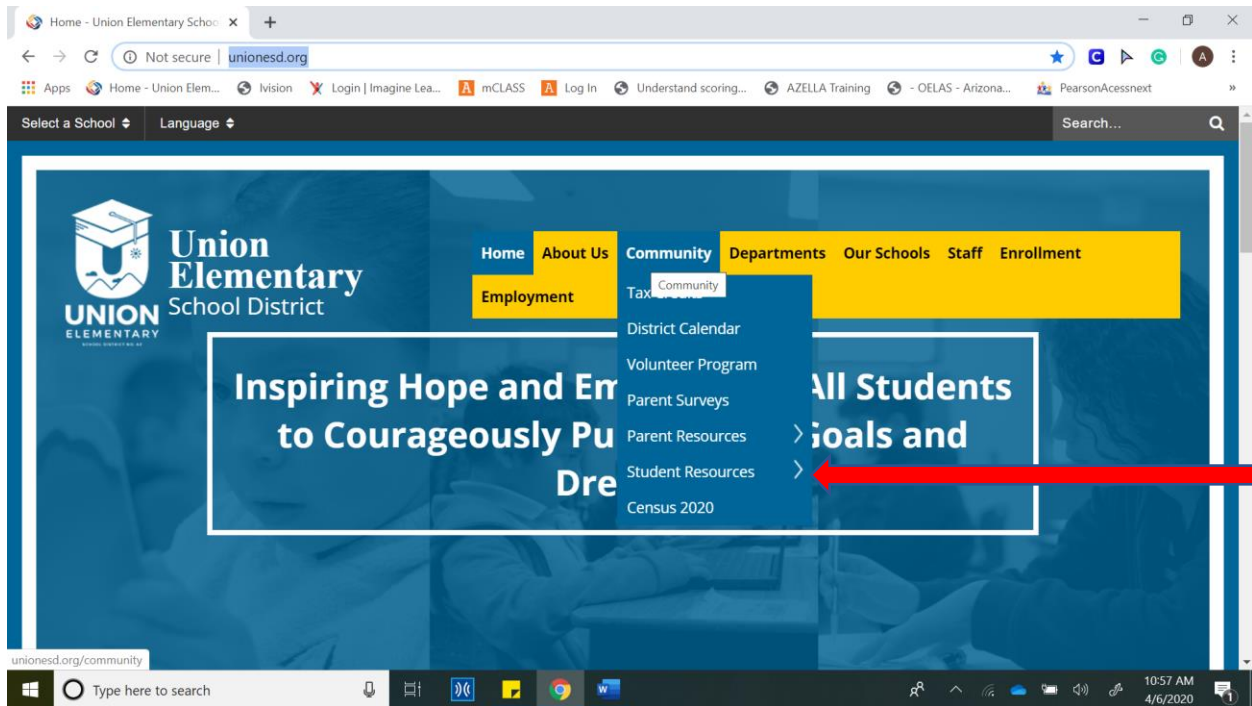 Home - Union Elementary Schoo
Not secure | unionesd.org
A
Apps Home - Union Elem... Ivision Login | Imagine Lea... mCLASS Log In Understand scoring... AZELLA Training - OELAS - Arizona... PearsonAcessnext »
Select a School Language Search...
UNION
ELEMENTARY
Union
Elementary
School District
Home About Us Community Departments Our Schools Staff Enrollment
Employment
Community
Tax
District Calendar
Volunteer Program
Parent Surveys
Parent Resources
Student Resources
Census 2020
Inspiring Hope and Em All Students
to Courageously Pu Goals and
Dre
unionesd.org/community
Type here to search
10:57 AM
4/6/2020
1